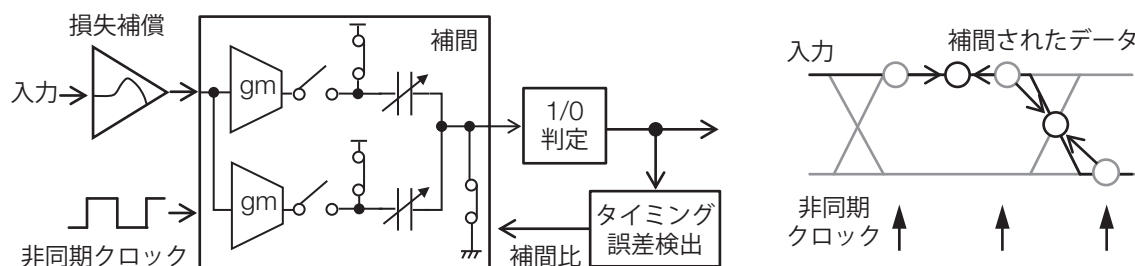 損失補償
入力
補間
gm
gm
非同期クロック
1/0
判定
タイミング
誤差検出
補間比
入力
補間されたデータ
非同期
クロック